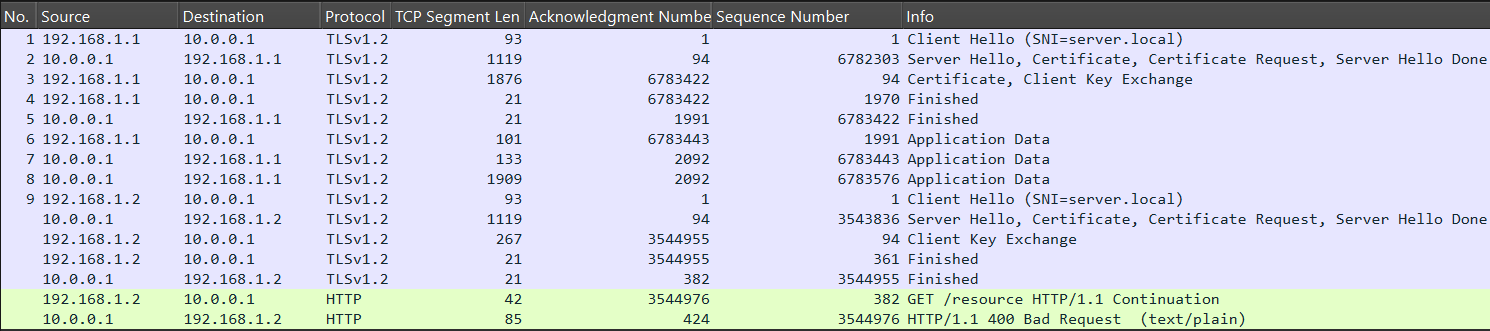 No. Source Destination Protocol TCP Segment Len Acknowledgment Numbe Sequence Number Info
1 192.168.1.1 10.0.0.1 TLSv1.2 93 1 1 Client Hello (SNI=server.local)
2 10.0.0.1 192.168.1.1 TLSv1.2 1119 94 6782303 Server Hello, Certificate, Certificate Request, Server Hello Done
3 192.168.1.1 10.0.0.1 TLSv1.2 1876 6783422 94 Certificate, Client Key Exchange
4 192.168.1.1 10.0.0.1 TLSv1.2 21 6783422 1970 Finished
5 10.0.0.1 192.168.1.1 TLSv1.2 21 1991 6783422 Finished
6 192.168.1.1 10.0.0.1 TLSv1.2 101 6783443 1991 Application Data
7 10.0.0.1 192.168.1.1 TLSv1.2 133 2092 6783443 Application Data
8 10.0.0.1 192.168.1.1 TLSv1.2 1909 2092 6783576 Application Data
9 192.168.1.2 10.0.0.1 TLSv1.2 93 1 1 Client Hello (SNI=server.local)
10.0.0.1 192.168.1.2 TLSv1.2 1119 94 3543836 Server Hello, Certificate, Certificate Request, Server Hello Done
192.168.1.2 10.0.0.1 TLSv1.2 267 3544955 94 Client Key Exchange
192.168.1.2 10.0.0.1 TLSv1.2 21 3544955 361 Finished
10.0.0.1 192.168.1.2 TLSv1.2 21 382 3544955 Finished
192.168.1.2 10.0.0.1 HTTP 42 3544976 382 GET /resource HTTP/1.1 Continuation
10.0.0.1 192.168.1.2 HTTP 85 424 3544976 HTTP/1.1 400 Bad Request (text/plain)